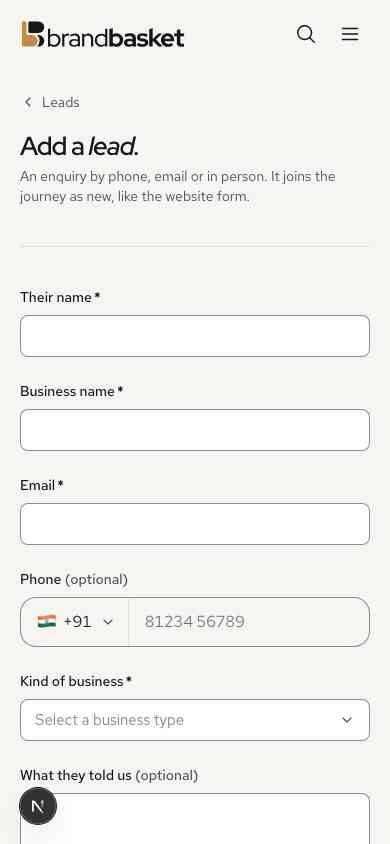 brandbasket
Leads
Add a lead.
An enquiry by phone, email or in person. It joins the
journey as new, like the website form.
Their name *
Business name *
Email *
Phone (optional)
+91
81234 56789
Kind of business *
Select a business type
What they told us (optional)
N